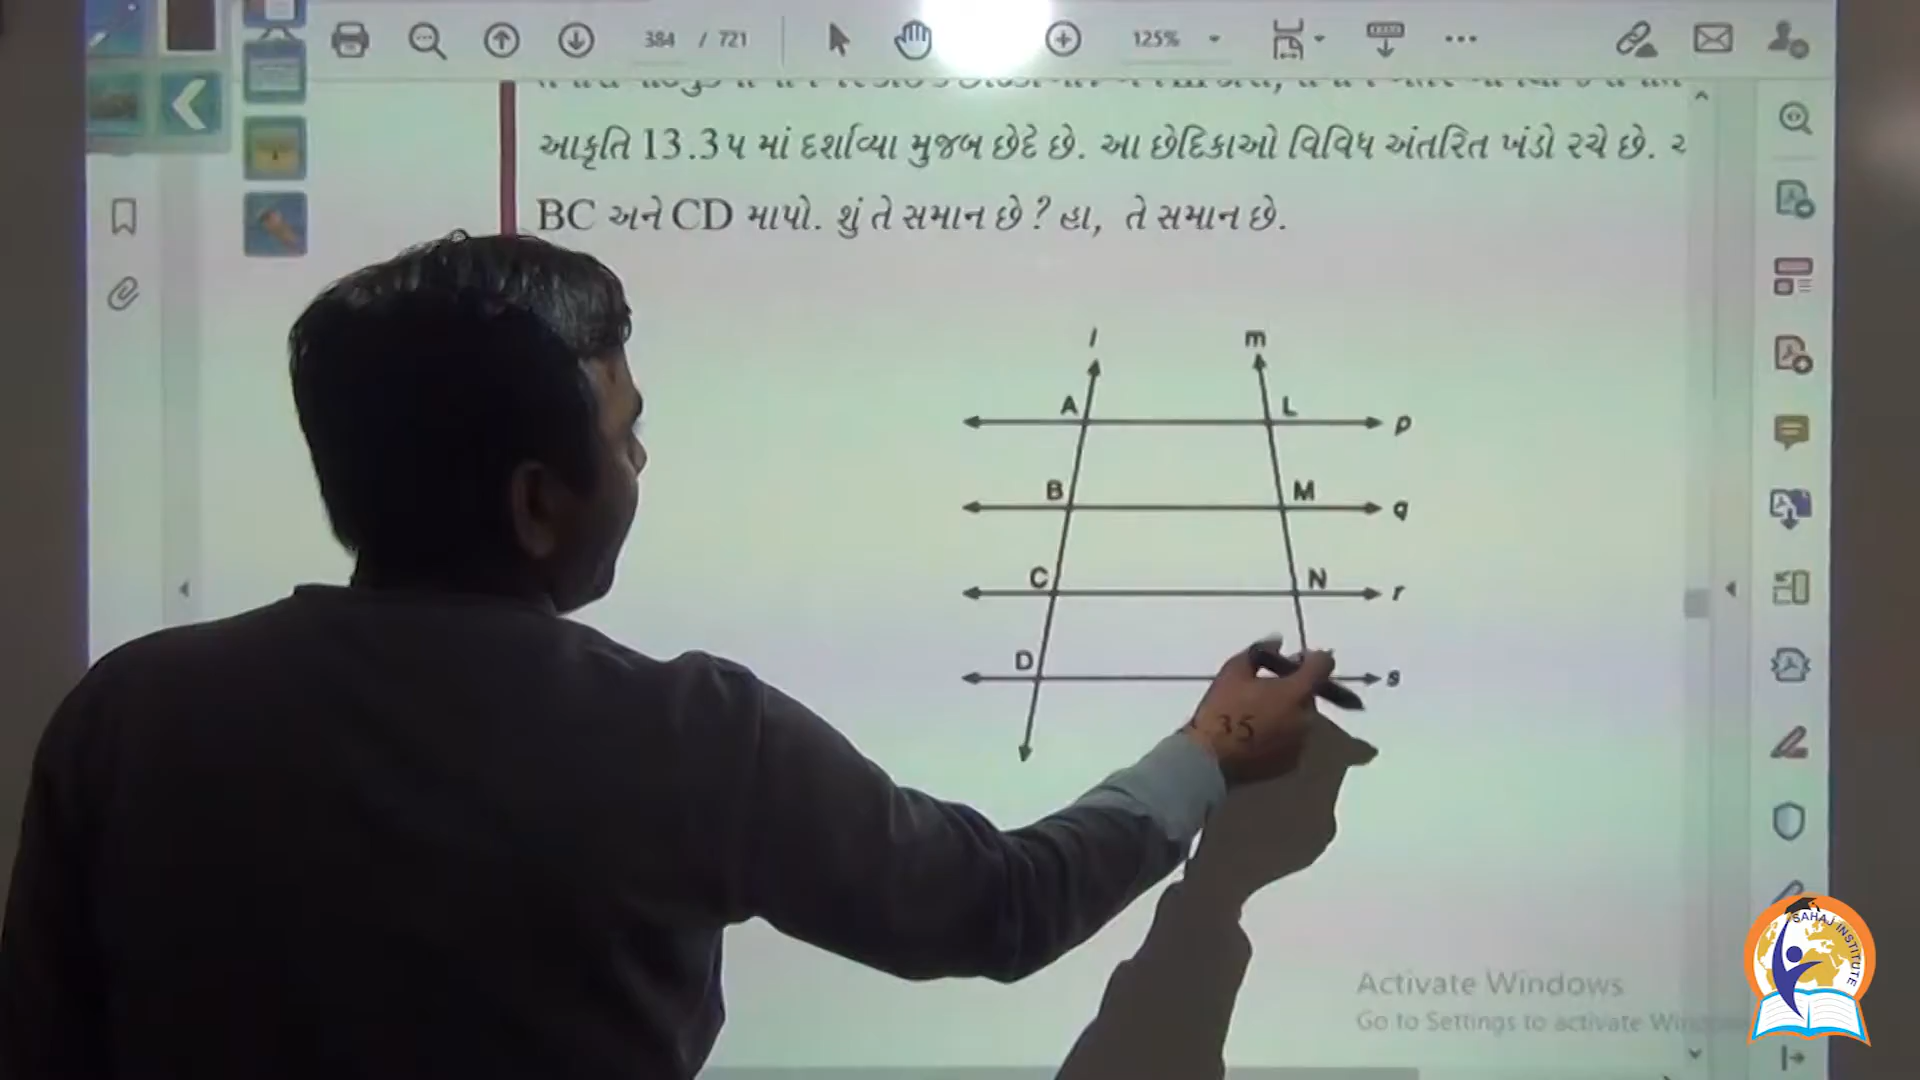 384 / 721
125%
આકૃતિ 13.3૫ માં દર્શાવ્યા મુજબ છેદે છે. આ છેદિકાઓ વિવિધ અંતરિત ખંડો રચે છે.
BC અને CD માપો. શું તે સમાન છે ? હા, તે સમાન છે.
l m
A L p
B M q
C N r
D s
35
Activate Windows
Go to Settings to activate
SAHAJ INSTITUTE